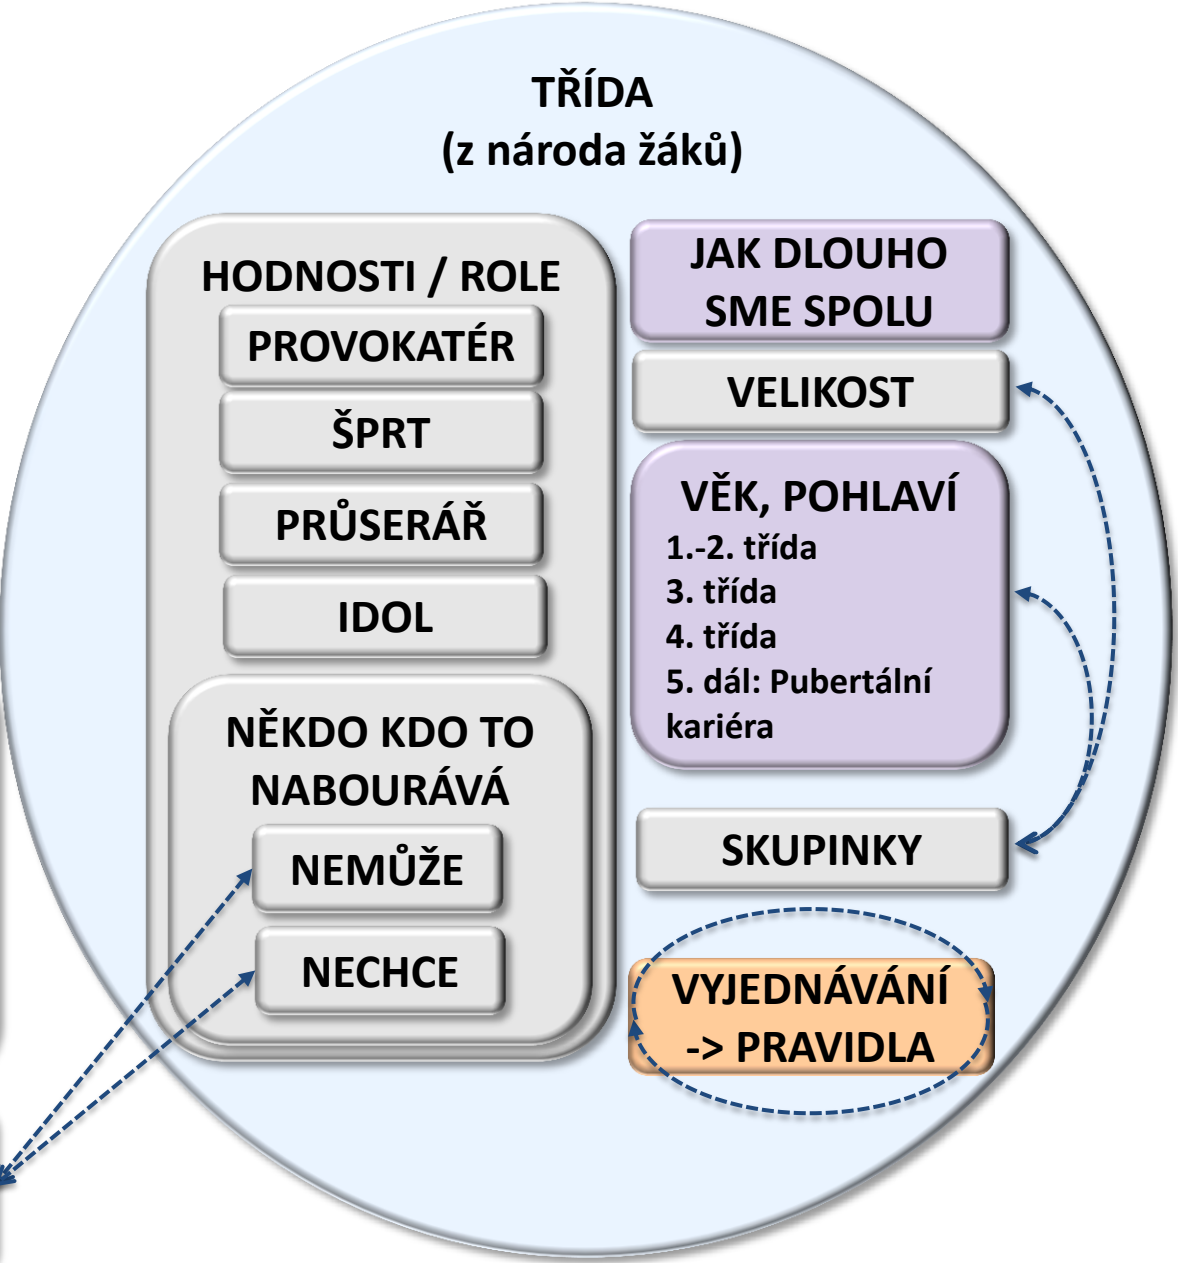 TŘÍDA
(z národa žáků)
HODNOSTI / ROLE
PROVOKATÉR
ŠPRT
PRŮSERÁŘ
IDOL
NĚKDO KDO TO
NABOURÁVÁ
NEMŮŽE
NECHCE
JAK DLOUHO
SME SPOLU
VELIKOST
VĚK, POHLAVÍ
1.-2. třída
3. třída
4. třída
5. dál: Pubertální
kariéra
SKUPINKY
VYJEDNÁVÁNÍ
-> PRAVIDLA